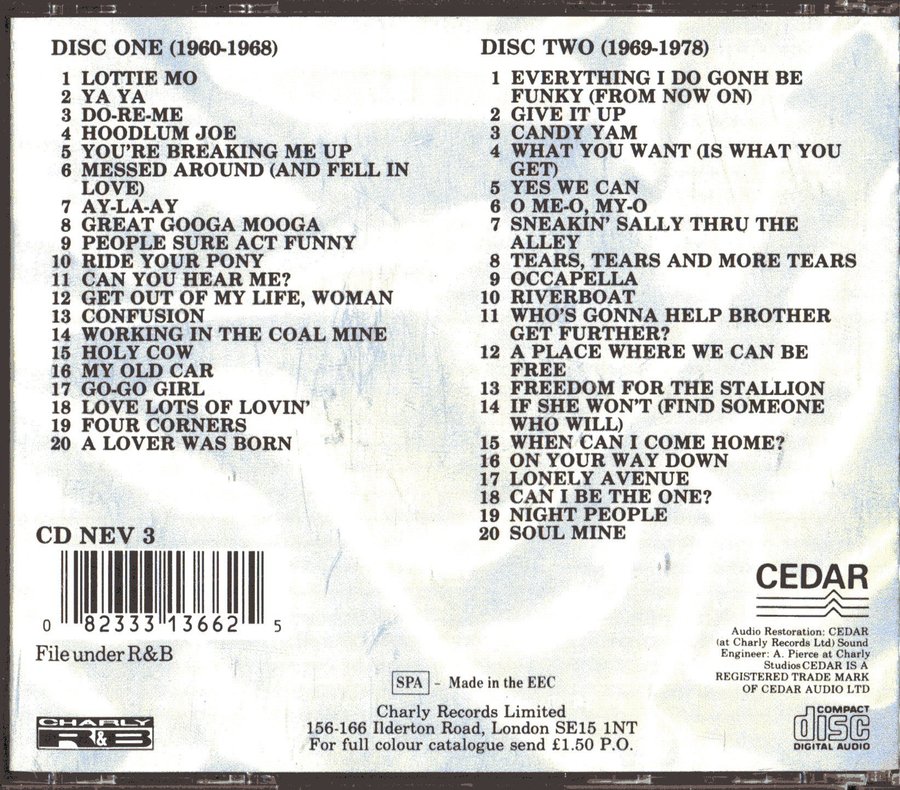 DISC ONE (1960-1968)
1 LOTTIE MO
2 YA YA
3 DO-RE-ME
4 HOODLUM JOE
5 YOU'RE BREAKING ME UP
6 MESSED AROUND (AND FELL IN
LOVE)
7 AY-LA-AY
8 GREAT GOOGA MOOGA
9 PEOPLE SURE ACT FUNNY
10 RIDE YOUR PONY
11 CAN YOU HEAR ME?
12 GET OUT OF MY LIFE, WOMAN
13 CONFUSION
14 WORKING IN THE COAL MINE
15 HOLY COW
16 MY OLD CAR
17 GO-GO GIRL
18 LOVE LOTS OF LOVIN'
19 FOUR CORNERS
20 A LOVER WAS BORN
DISC TWO (1969-1978)
1 EVERYTHING I DO GONH BE
FUNKY (FROM NOW ON)
2 GIVE IT UP
3 CANDY YAM
4 WHAT YOU WANT (IS WHAT YOU
GET)
5 YES WE CAN
6 O ME-O, MY-O
7 SNEAKIN' SALLY THRU THE
ALLEY
8 TEARS, TEARS AND MORE TEARS
9 OCCAPELLA
10 RIVERBOAT
11 WHO'S GONNA HELP BROTHER
GET FURTHER?
12 A PLACE WHERE WE CAN BE
FREE
13 FREEDOM FOR THE STALLION
14 IF SHE WON'T (FIND SOMEONE
WHO WILL)
15 WHEN CAN I COME HOME?
16 ON YOUR WAY DOWN
17 LONELY AVENUE
18 CAN I BE THE ONE?
19 NIGHT PEOPLE
20 SOUL MINE
CD NEV 3
0 82333 13662 5
File under R&B
CHARLY
R&B
SPA - Made in the EEC
Charly Records Limited
156-166 Ilderton Road, London SE15 1NT
For full colour catalogue send £1.50 P.O.
CEDAR
Audio Restoration: CEDAR
(at Charly Records Ltd) Sound
Engineer: A. Pierce at Charly
Studios CEDAR IS A
REGISTERED TRADE MARK
OF CEDAR AUDIO LTD
COMPACT
disc
DIGITAL AUDIO